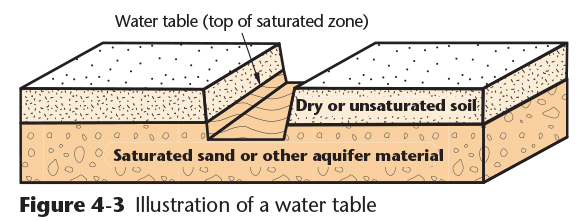 Water table (top of saturated zone)
Dry or unsaturated soil
Saturated sand or other aquifer material
Figure 4-3 Illustration of a water table